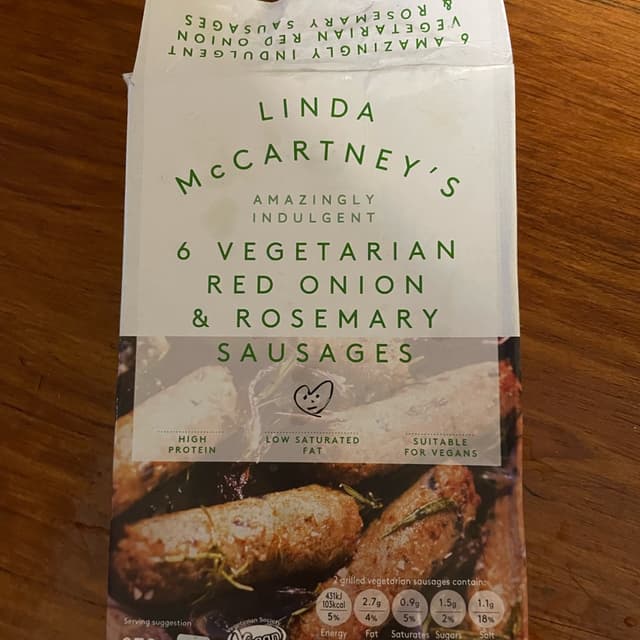 6 AMAZINGLY INDULGENT
VEGETARIAN RED ONION
& ROSEMARY SAUSAGES
LINDA
McCARTNEY'S
AMAZINGLY
INDULGENT
6 VEGETARIAN
RED ONION
& ROSEMARY
SAUSAGES
HIGH
PROTEIN
LOW SATURATED
FAT
SUITABLE
FOR VEGANS
2 grilled vegetarian sausages contain:
431kJ
103kcal
5%
Energy
2.7g
4%
Fat
0.9g
5%
Saturates
1.5g
2%
Sugars
1.1g
18%
Salt
Serving suggestion
Vegan